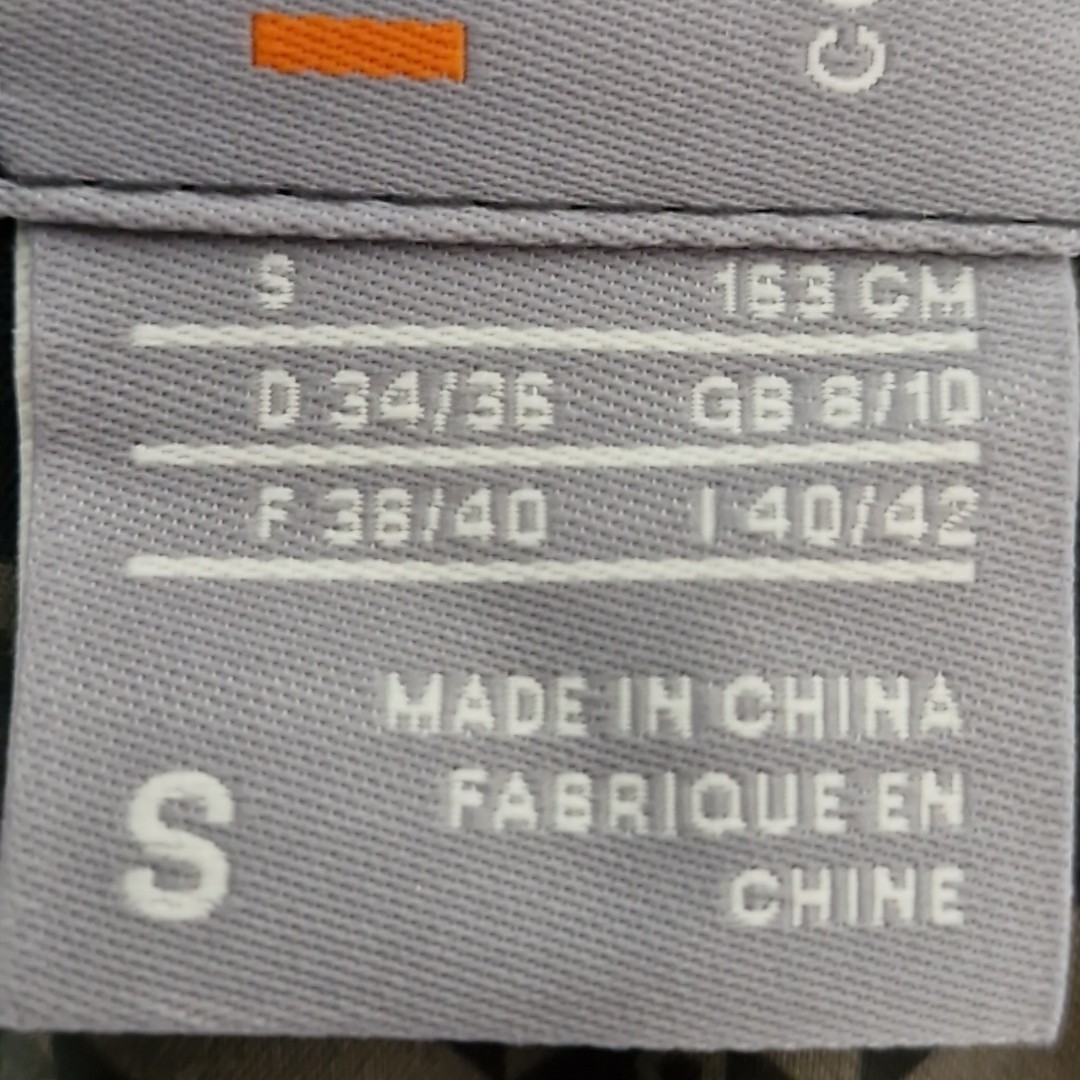 S 163 CM
D 34/36 GB 8/10
F 38/40 I 40/42
MADE IN CHINA
FABRIQUE EN
S
CHINE